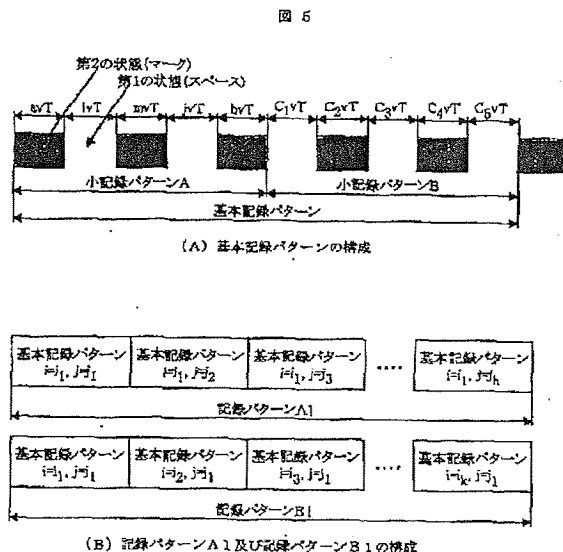 図 5
第2の状態(マーク)
第1の状態(スペース)
avT ivT mvT jvT bvT C₁vT C₂vT C₃vT C₄vT C₅vT
小記録パターンA 小記録パターンB
基本記録パターン
(A) 基本記録パターンの構成
基本記録パターン 基本記録パターン 基本記録パターン 基本記録パターン
i=i₁, j=j₁ i=i₁, j=j₂ i=i₁, j=j₃ ···· i=i₁, j=jₕ
記録パターンA1
基本記録パターン 基本記録パターン 基本記録パターン 基本記録パターン
i=i₁, j=j₁ i=i₂, j=j₁ i=i₃, j=j₁ ···· i=iₖ, j=j₁
記録パターンB1
(B) 記録パターンA1及び記録パターンB1の構成